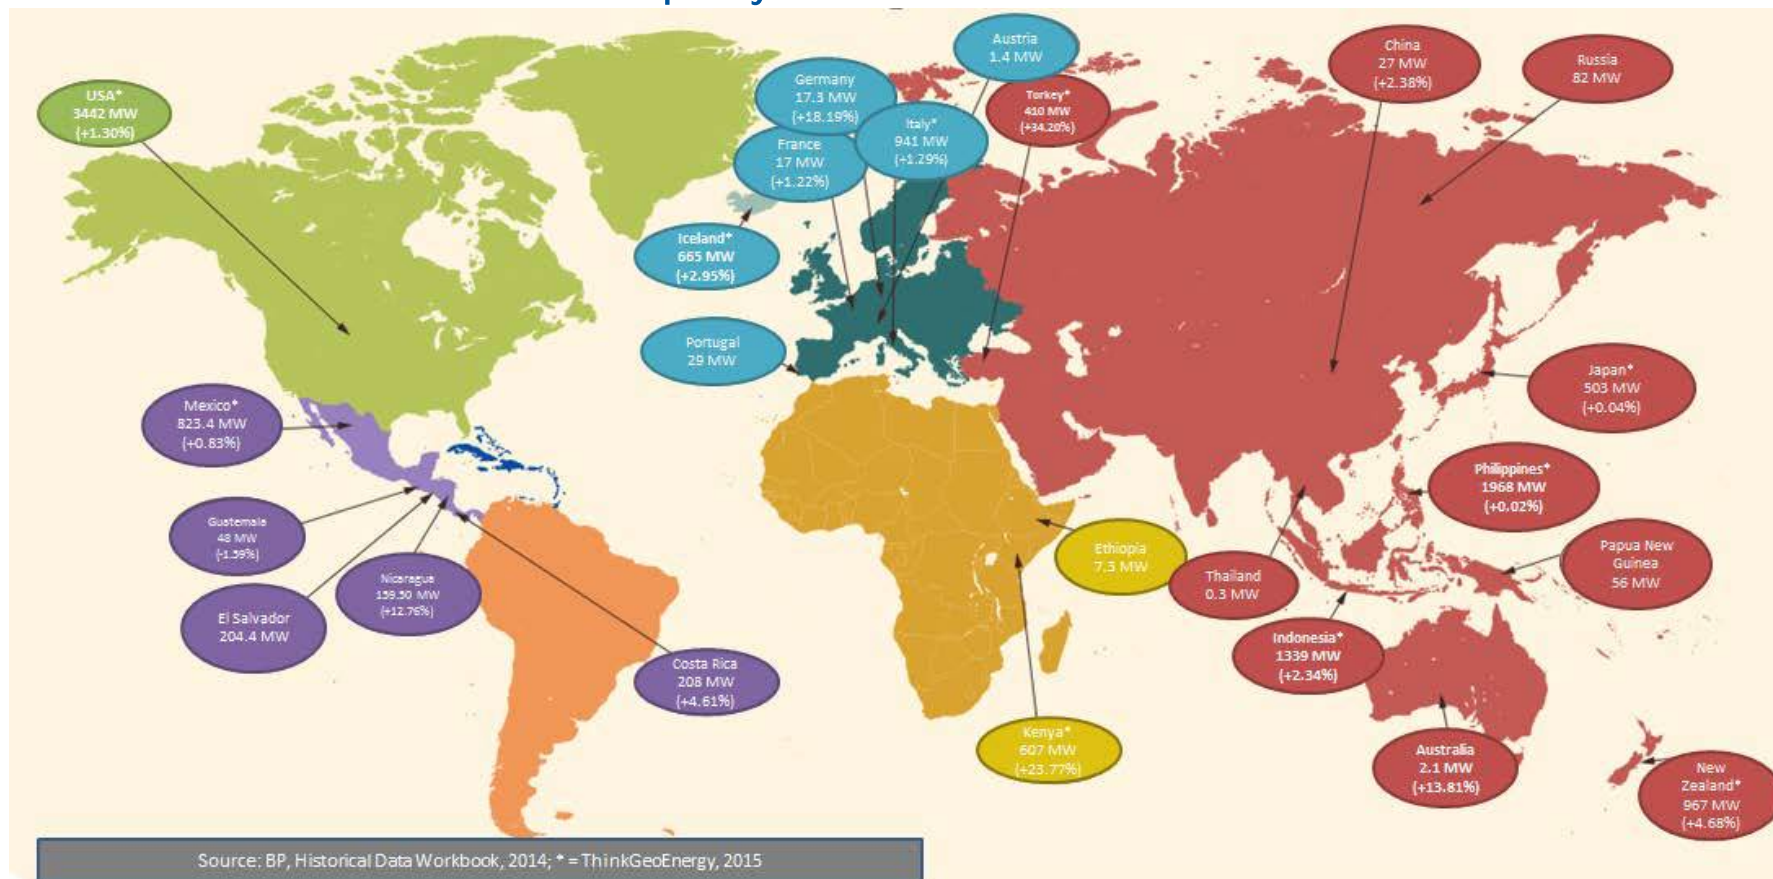 Austria
1.4 MW
China
27 MW
(+2.38%)
Russia
82 MW
Germany
17.3 MW
(+18.19%)
USA*
3442 MW
(+1.30%)
Torkey*
410 MW
(+34.20%)
Italy*
941 MW
(+1.29%)
France
17 MW
(+1.22%)
Iceland*
665 MW
(+2.95%)
Portugal
29 MW
Japan*
503 MW
(+0.04%)
Mexico*
823.4 MW
(+0.83%)
Philippines*
1968 MW
(+0.02%)
Guatemala
48 MW
(-1.59%)
Ethiopia
7.3 MW
Papua New
Guinea
56 MW
Thailand
0.3 MW
Nicaragua
159.50 MW
(+12.76%)
El Salvador
204.4 MW
Indonesia*
1339 MW
(+2.34%)
Costa Rica
208 MW
(+4.61%)
Kenya*
607 MW
(+23.77%)
Australia
2.1 MW
(+13.81%)
New
Zealand*
967 MW
(+4.68%)
Source: BP, Historical Data Workbook, 2014; * = ThinkGeoEnergy, 2015